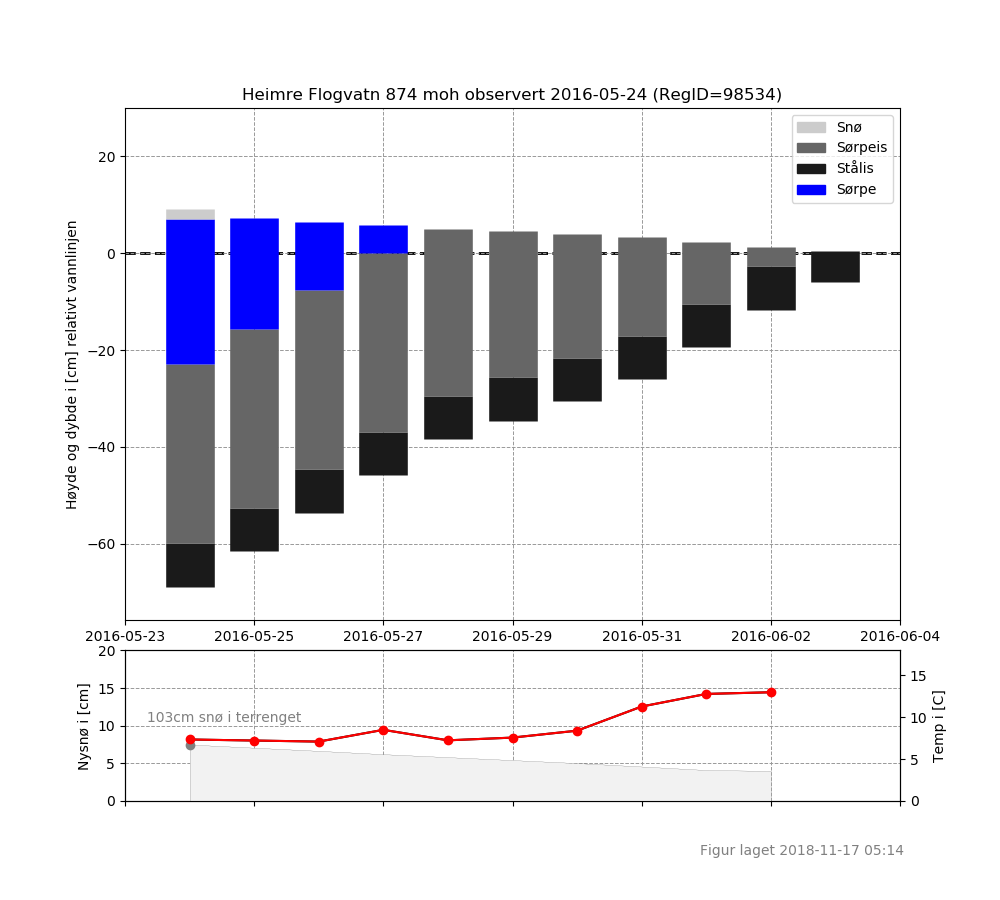 Heimre Flogvatn 874 moh observert 2016-05-24 (RegID=98534)
Snø
Sørpeis
Stålis
Sørpe
Høyde og dybde i [cm] relativt vannlinjen
20
0
−20
−40
−60
2016-05-23
2016-05-25
2016-05-27
2016-05-29
2016-05-31
2016-06-02
2016-06-04
Nysnø i [cm]
20
15
10
5
0
103cm snø i terrenget
15
10
5
0
Temp i [C]
Figur laget 2018-11-17 05:14